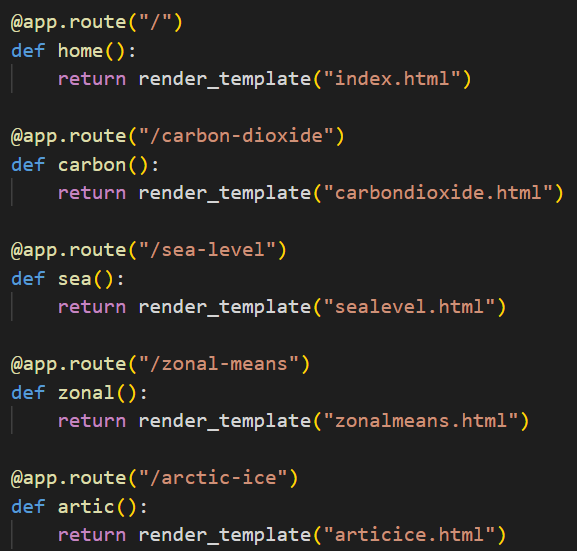 @app.route("/")
def home():
    return render_template("index.html")

@app.route("/carbon-dioxide")
def carbon():
    return render_template("carbondioxide.html")

@app.route("/sea-level")
def sea():
    return render_template("sealevel.html")

@app.route("/zonal-means")
def zonal():
    return render_template("zonalmeans.html")

@app.route("/arctic-ice")
def artic():
    return render_template("articice.html")